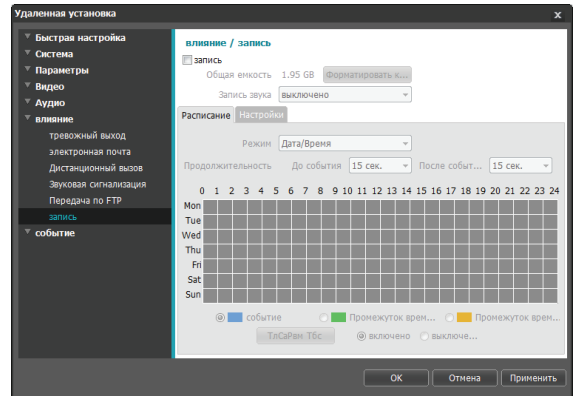 Удаленная установка x
Быстрая настройка
Система
Параметры
Видео
Аудио
влияние
тревожный выход
электронная почта
Дистанционный вызов
Звуковая сигнализация
Передача по FTP
запись
событие
влияние / запись
запись
Общая емкость 1.95 GB Форматировать к...
Запись звука выключено
Расписание Настройки
Режим Дата/Время
Продолжительность До события 15 сек. После событ... 15 сек.
0 1 2 3 4 5 6 7 8 9 10 11 12 13 14 15 16 17 18 19 20 21 22 23 24
Mon
Tue
Wed
Thu
Fri
Sat
Sun
событие Промежуток врем... Промежуток врем...
ТлСаРвм Тбс включено выключе...
OK Отмена Применить